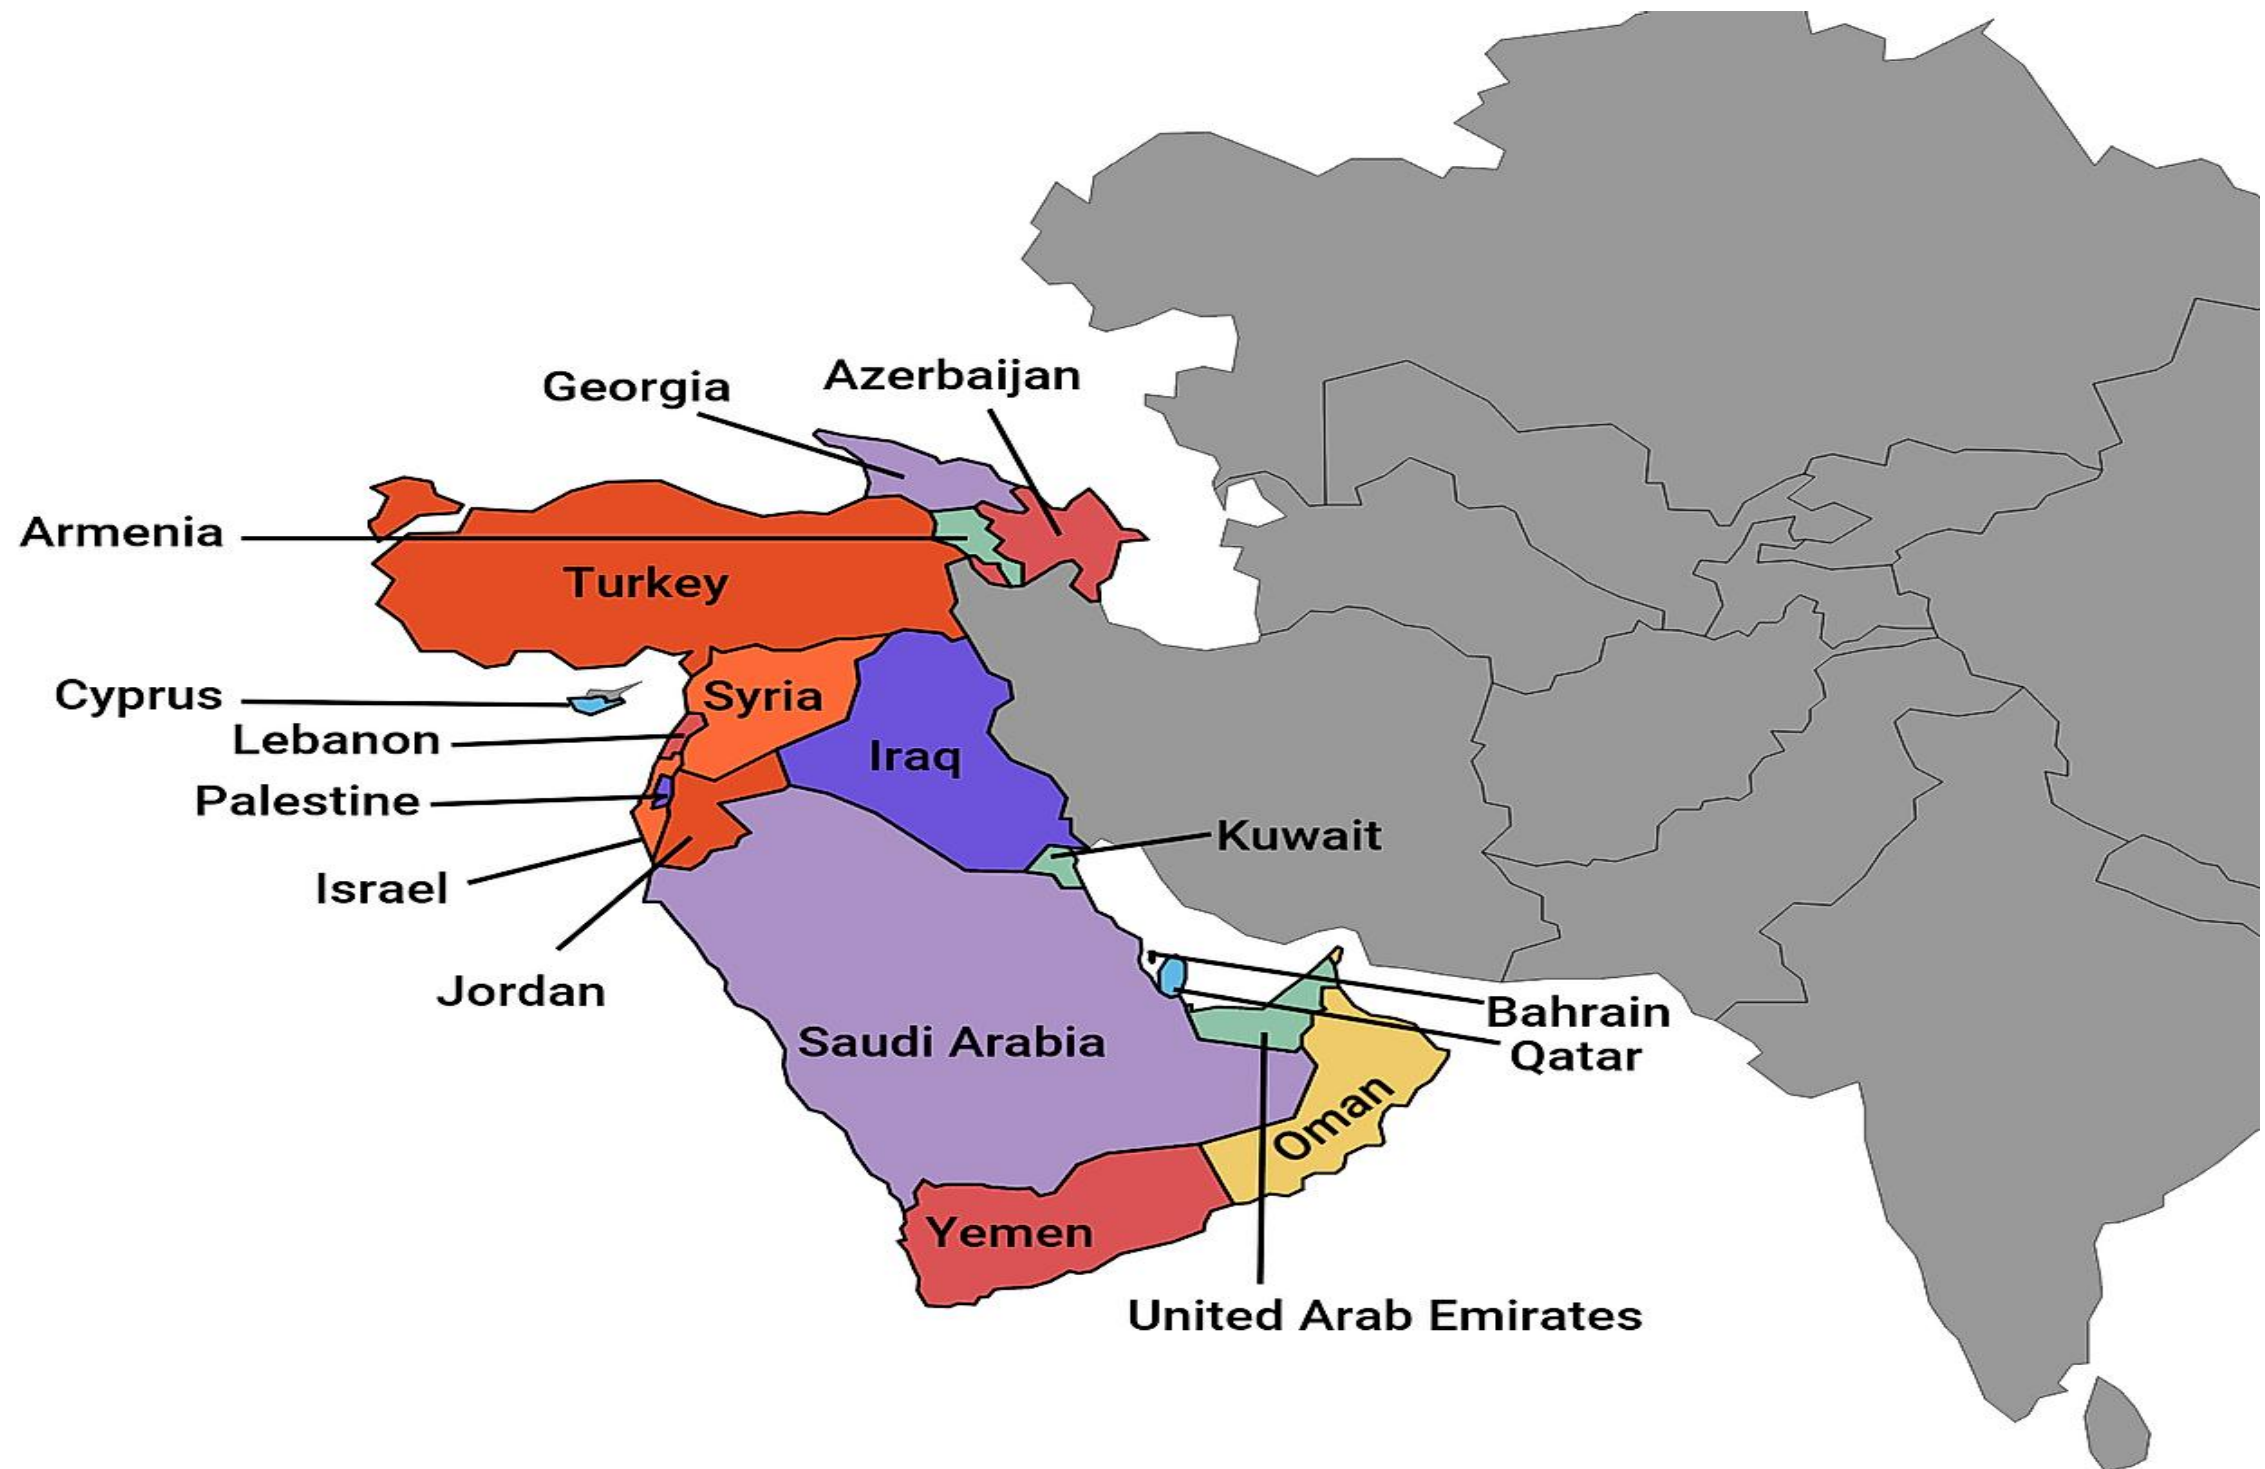 Azerbaijan
Georgia
Armenia
Turkey
Cyprus
Syria
Lebanon
Iraq
Palestine
Kuwait
Israel
Jordan
Bahrain
Saudi Arabia
Qatar
Oman
Yemen
United Arab Emirates